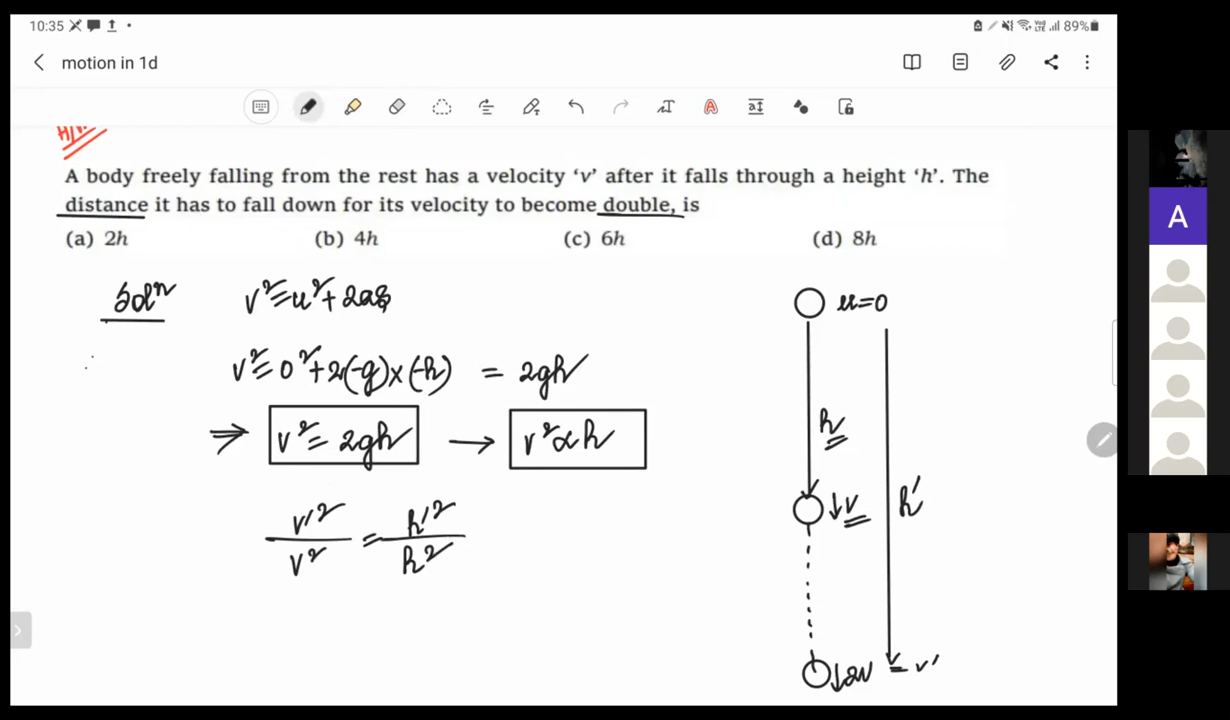 10:35
89%
motion in 1d
H/W
A body freely falling from the rest has a velocity ‘v’ after it falls through a height ‘h’. The
distance it has to fall down for its velocity to become double, is
(a) 2h (b) 4h (c) 6h (d) 8h
Solⁿ v²=u²+2as
u=0
v²=0²+2(-g)×(-h) = 2gh
⇒ v²=2gh → v²∝h
h
↓v
h'
v'²/v² = h'²/h²
↓2v = v'
A